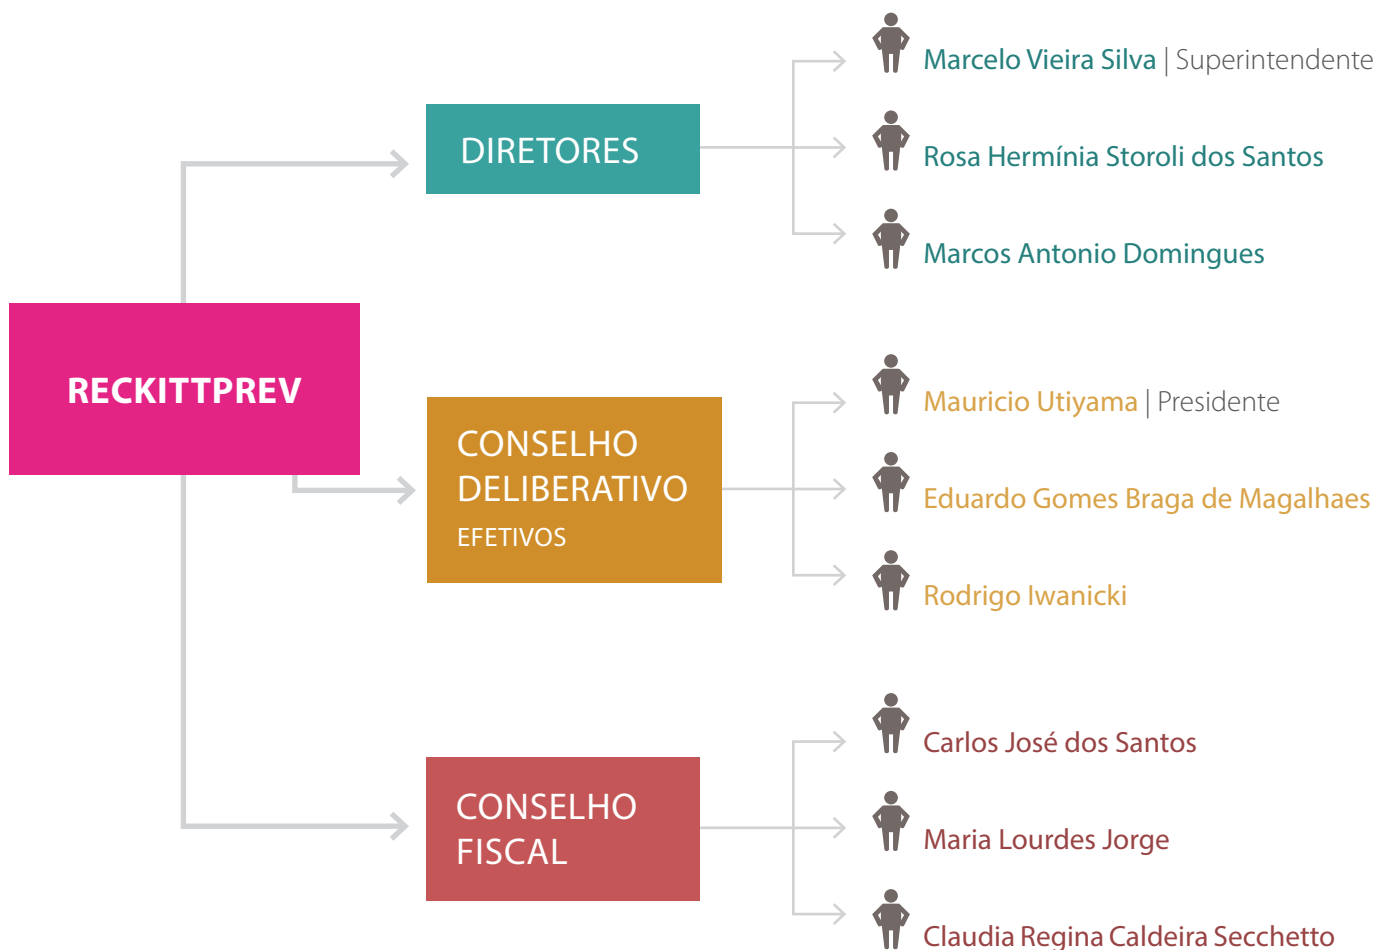 RECKITTPREV
DIRETORES
Marcelo Vieira Silva | Superintendente
Rosa Hermínia Storoli dos Santos
Marcos Antonio Domingues
CONSELHO
DELIBERATIVO
EFETIVOS
Mauricio Utiyama | Presidente
Eduardo Gomes Braga de Magalhaes
Rodrigo Iwanicki
CONSELHO
FISCAL
Carlos José dos Santos
Maria Lourdes Jorge
Claudia Regina Caldeira Secchetto